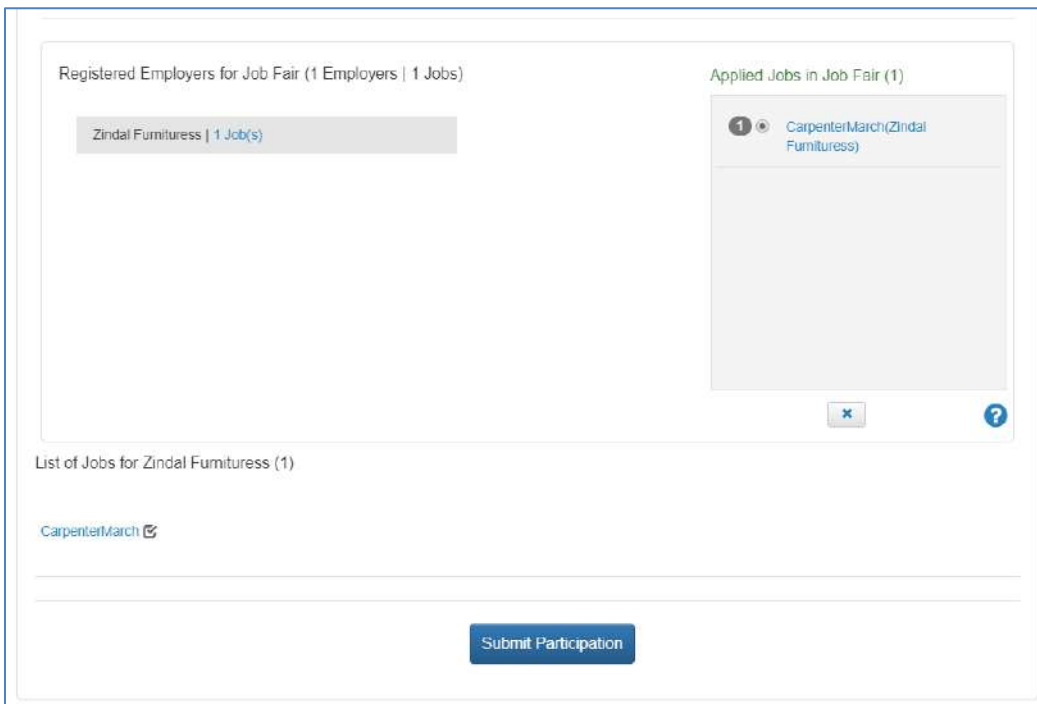 Registered Employers for Job Fair (1 Employers | 1 Jobs)
Applied Jobs in Job Fair (1)
Zindal Furnituress | 1 Job(s)
1 CarpenterMarch(Zindal
Furnituress)
?
List of Jobs for Zindal Furnituress (1)
CarpenterMarch
Submit Participation